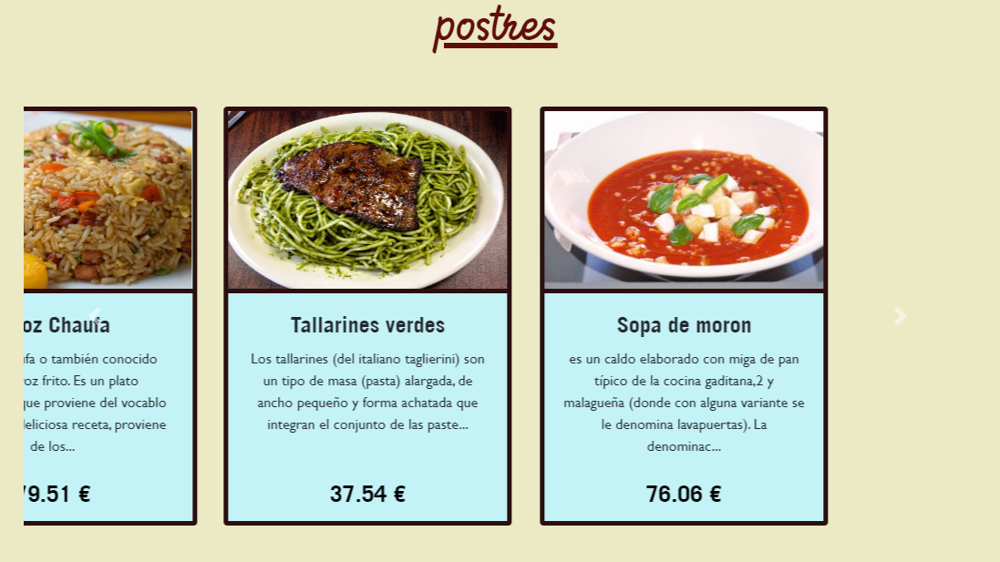 postres
oz Chaufa
fa o también conocido
oz frito. Es un plato
que proviene del vocablo
deliciosa receta, proviene
de los...
79.51 €
Tallarines verdes
Los tallarines (del italiano taglierini) son
un tipo de masa (pasta) alargada, de
ancho pequeño y forma achatada que
integran el conjunto de las paste...
37.54 €
Sopa de moron
es un caldo elaborado con miga de pan
típico de la cocina gaditana,2 y
malagueña (donde con alguna variante se
le denomina lavapuertas). La
denominac...
76.06 €